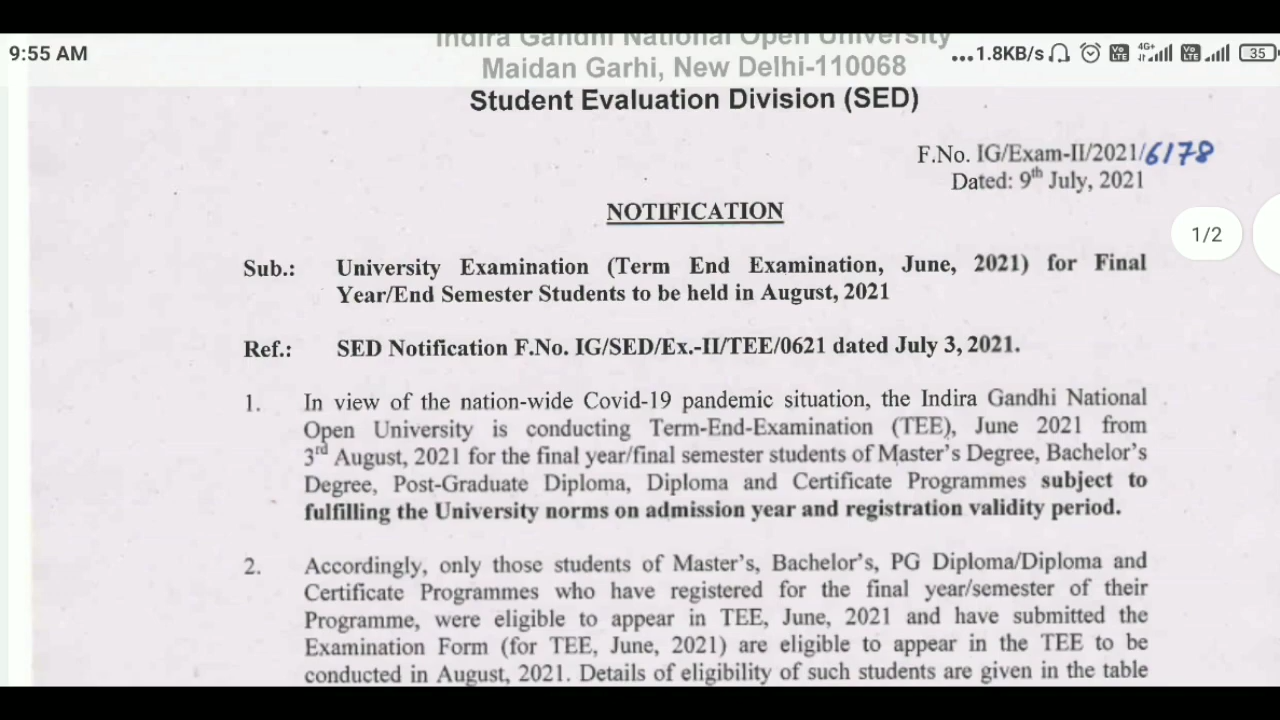 9:55 AM
...1.8KB/s
Vo LTE
4G+
Vo LTE
35
Indira Gandhi National Open University
Maidan Garhi, New Delhi-110068
Student Evaluation Division (SED)
F.No. IG/Exam-II/2021/6178
Dated: 9th July, 2021
1/2
NOTIFICATION
Sub.: University Examination (Term End Examination, June, 2021) for Final
Year/End Semester Students to be held in August, 2021
Ref.: SED Notification F.No. IG/SED/Ex.-II/TEE/0621 dated July 3, 2021.
1. In view of the nation-wide Covid-19 pandemic situation, the Indira Gandhi National
Open University is conducting Term-End-Examination (TEE), June 2021 from
3rd August, 2021 for the final year/final semester students of Master's Degree, Bachelor's
Degree, Post-Graduate Diploma, Diploma and Certificate Programmes subject to
fulfilling the University norms on admission year and registration validity period.
2. Accordingly, only those students of Master's, Bachelor's, PG Diploma/Diploma and
Certificate Programmes who have registered for the final year/semester of their
Programme, were eligible to appear in TEE, June, 2021 and have submitted the
Examination Form (for TEE, June, 2021) are eligible to appear in the TEE to be
conducted in August, 2021. Details of eligibility of such students are given in the table